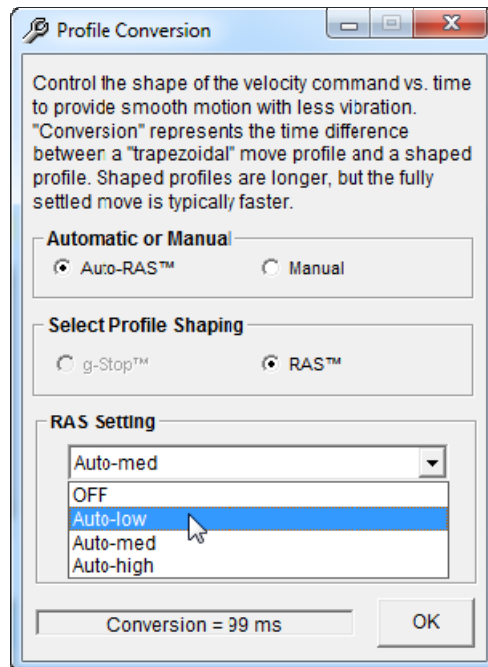 Profile Conversion
Control the shape of the velocity command vs. time
to provide smooth motion with less vibration.
"Conversion" represents the time difference
between a "trapezoidal" move profile and a shaped
profile. Shaped profiles are longer, but the fully
settled move is typically faster.
Automatic or Manual
Auto-RAS™ Manual
Select Profile Shaping
g-Stop™ RAS™
RAS Setting
Auto-med
OFF
Auto-low
Auto-med
Auto-high
Conversion = 99 ms OK